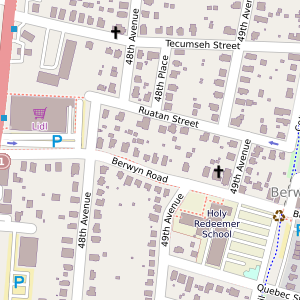 48th Avenue
48th Place
49th Avenue
Tecumseh Street
Ruatan Street
Lidl
P
1
Berwyn Road
48th Avenue
49th Avenue
49th Avenue
Holy
Redeemer
School
Berw
P
P
Quebec S